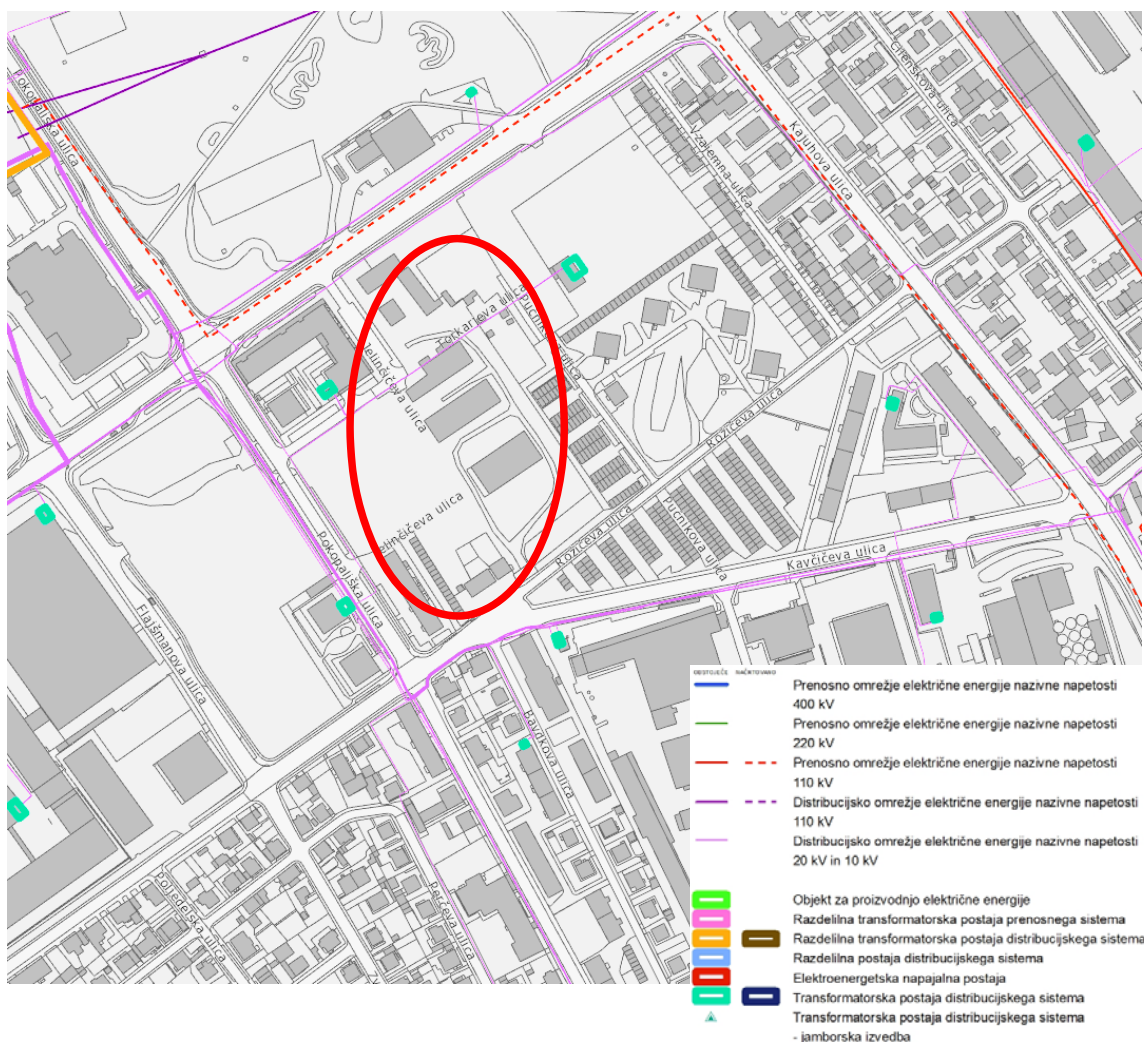 Pokopališka ulica
Citenškova ulica
Kajuhova ulica
Vzajemna ulica
Pučnikova ulica
Jelinčičeva ulica
Rožičeva ulica
Jelinčičeva ulica
Rožičeva ulica
Pučnikova ulica
Kavčičeva ulica
Pokopališka ulica
Flajšmanova ulica
Bavdkova ulica
Poljedelska ulica
Perčeva ulica
OBSTOJEČE NAČRTOVANO
Prenosno omrežje električne energije nazivne napetosti
400 kV
Prenosno omrežje električne energije nazivne napetosti
220 kV
Prenosno omrežje električne energije nazivne napetosti
110 kV
Distribucijsko omrežje električne energije nazivne napetosti
110 kV
Distribucijsko omrežje električne energije nazivne napetosti
20 kV in 10 kV
Objekt za proizvodnjo električne energije
Razdelilna transformatorska postaja prenosnega sistema
Razdelilna transformatorska postaja distribucijskega sistema
Razdelilna postaja distribucijskega sistema
Elektroenergetska napajalna postaja
Transformatorska postaja distribucijskega sistema
Transformatorska postaja distribucijskega sistema
- jamborska izvedba